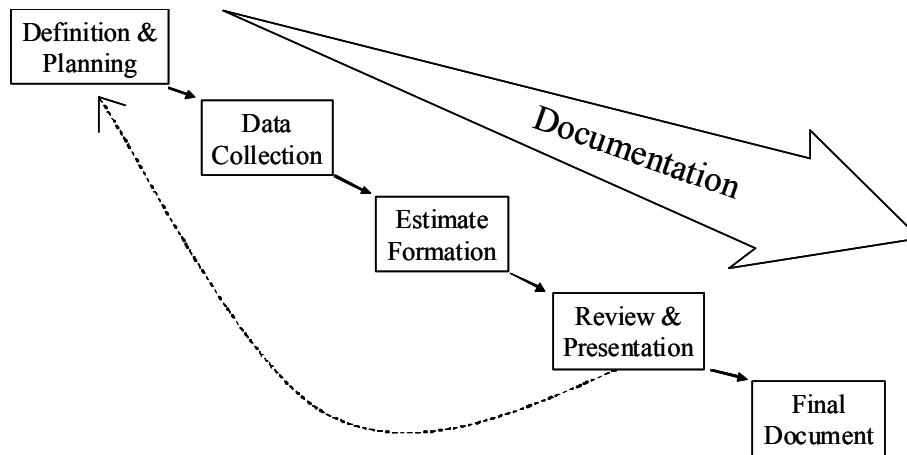 Definition &
Planning
Data
Collection
Documentation
Estimate
Formation
Review &
Presentation
Final
Document